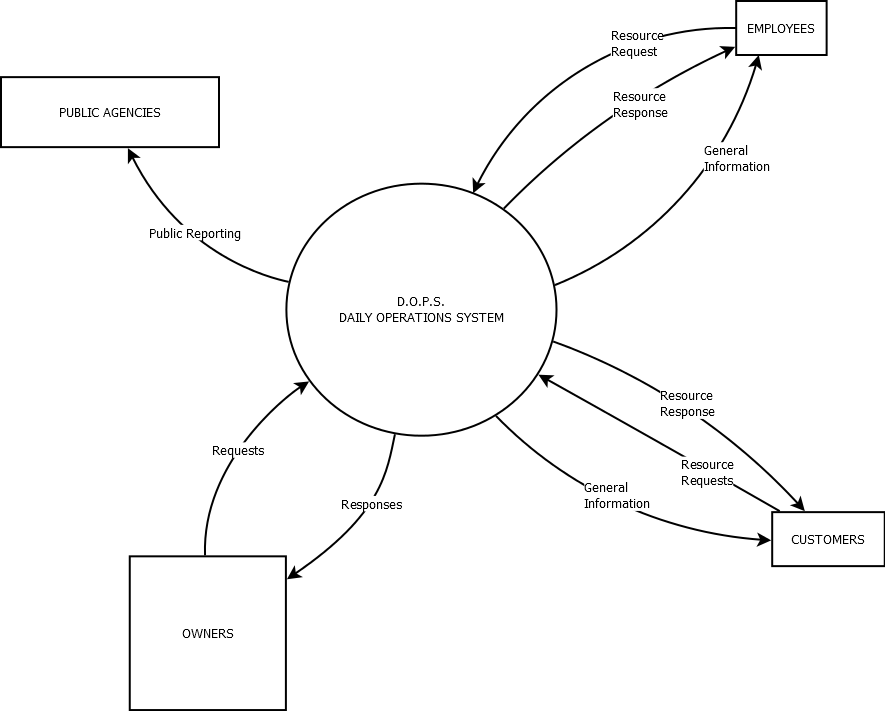 EMPLOYEES
Resource
Request
Resource
Response
PUBLIC AGENCIES
General
Information
Public Reporting
D.O.P.S.
DAILY OPERATIONS SYSTEM
Resource
Response
Requests
Resource
Requests
General
Information
Responses
CUSTOMERS
OWNERS